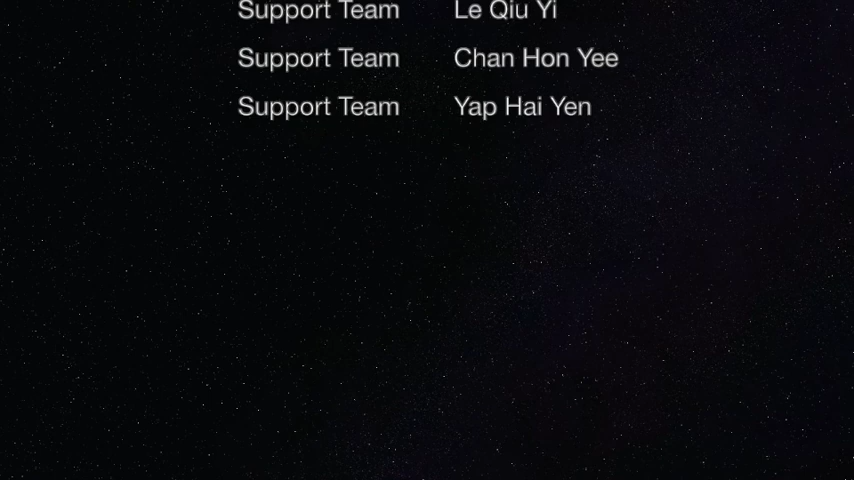 Support Team Le Qiu Yi
Support Team Chan Hon Yee
Support Team Yap Hai Yen